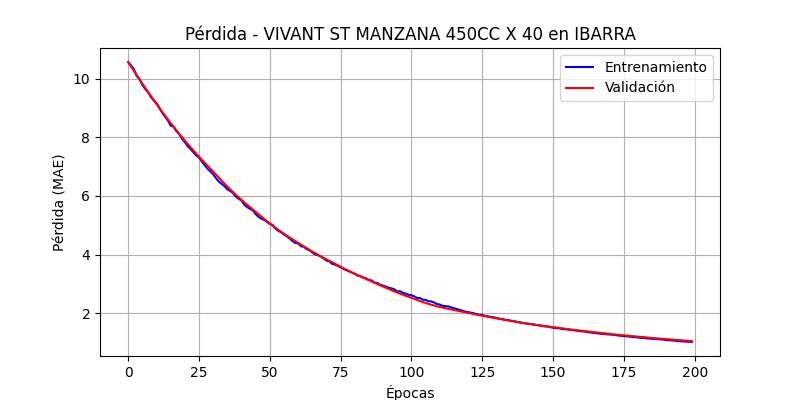 Pérdida - VIVANT ST MANZANA 450CC X 40 en IBARRA
Entrenamiento
Validación
Pérdida (MAE)
10
8
6
4
2
0 25 50 75 100 125 150 175 200
Épocas